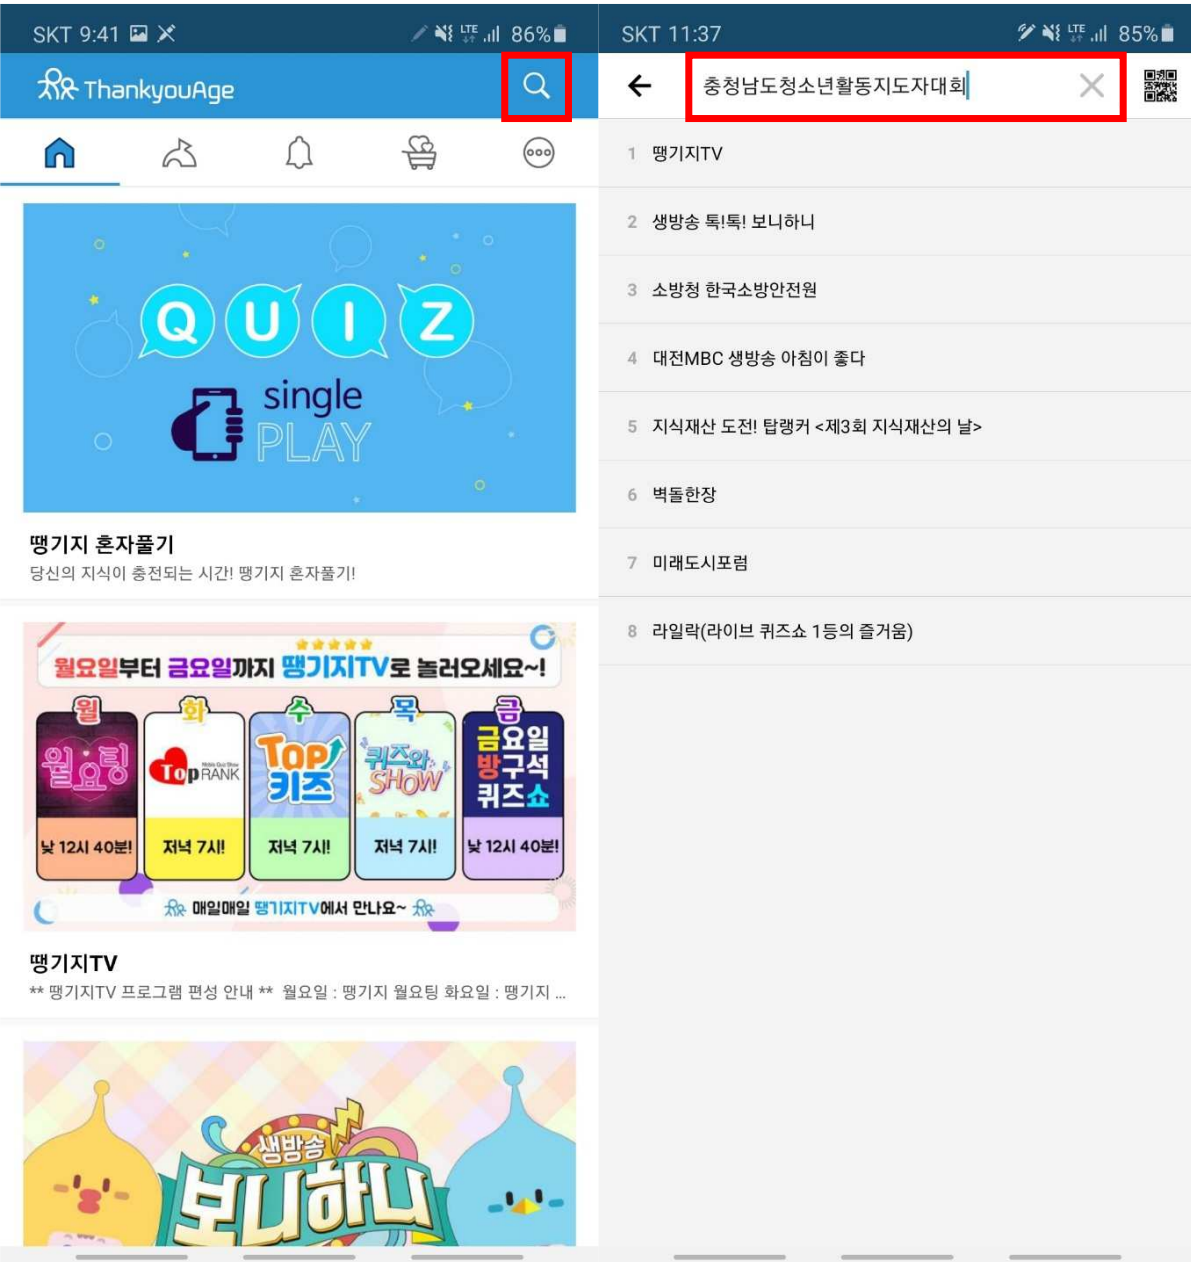 SKT 9:41
LTE
86%
ThankyouAge
QUIZ
single
PLAY
땡기지 혼자풀기
당신의 지식이 충전되는 시간! 땡기지 혼자풀기!
월요일부터 금요일까지 땡기지TV로 놀러오세요~!
월 화 수 목 금
월요팅
TopRANK
TOP
키즈
퀴즈와
SHOW
금요일
방구석
퀴즈쇼
낮 12시 40분! 저녁 7시! 저녁 7시! 저녁 7시! 낮 12시 40분!
매일매일 땡기지TV에서 만나요~
땡기지TV
** 땡기지TV 프로그램 편성 안내 ** 월요일 : 땡기지 월요팅 화요일 : 땡기지 ...
생방송
보니하니
SKT 11:37
LTE
85%
충청남도청소년활동지도자대회
1 땡기지TV
2 생방송 톡!톡! 보니하니
3 소방청 한국소방안전원
4 대전MBC 생방송 아침이 좋다
5 지식재산 도전! 탑랭커 <제3회 지식재산의 날>
6 벽돌한장
7 미래도시포럼
8 라일락(라이브 퀴즈쇼 1등의 즐거움)